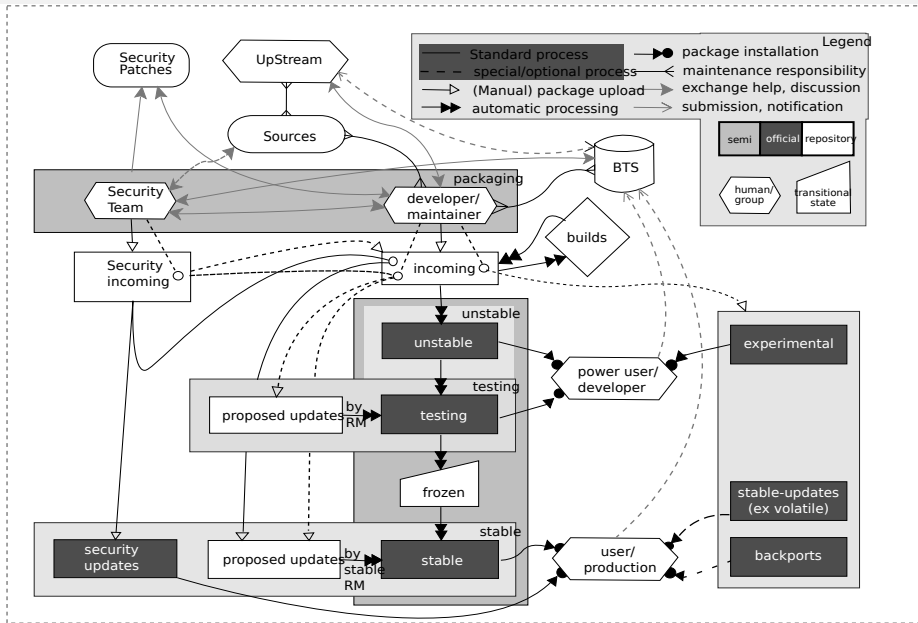 Security
Patches
UpStream
Sources
Legend
Standard process
special/optional process
(Manual) package upload
automatic processing
package installation
maintenance responsibility
exchange help, discussion
submission, notification
semi
official
repository
human/
group
transitional
state
BTS
packaging
Security
Team
developer/
maintainer
builds
Security
incoming
incoming
unstable
unstable
experimental
power user/
developer
testing
proposed updates
by
RM
testing
frozen
stable-updates
(ex volatile)
stable
security
updates
proposed updates
by
stable
RM
stable
user/
production
backports